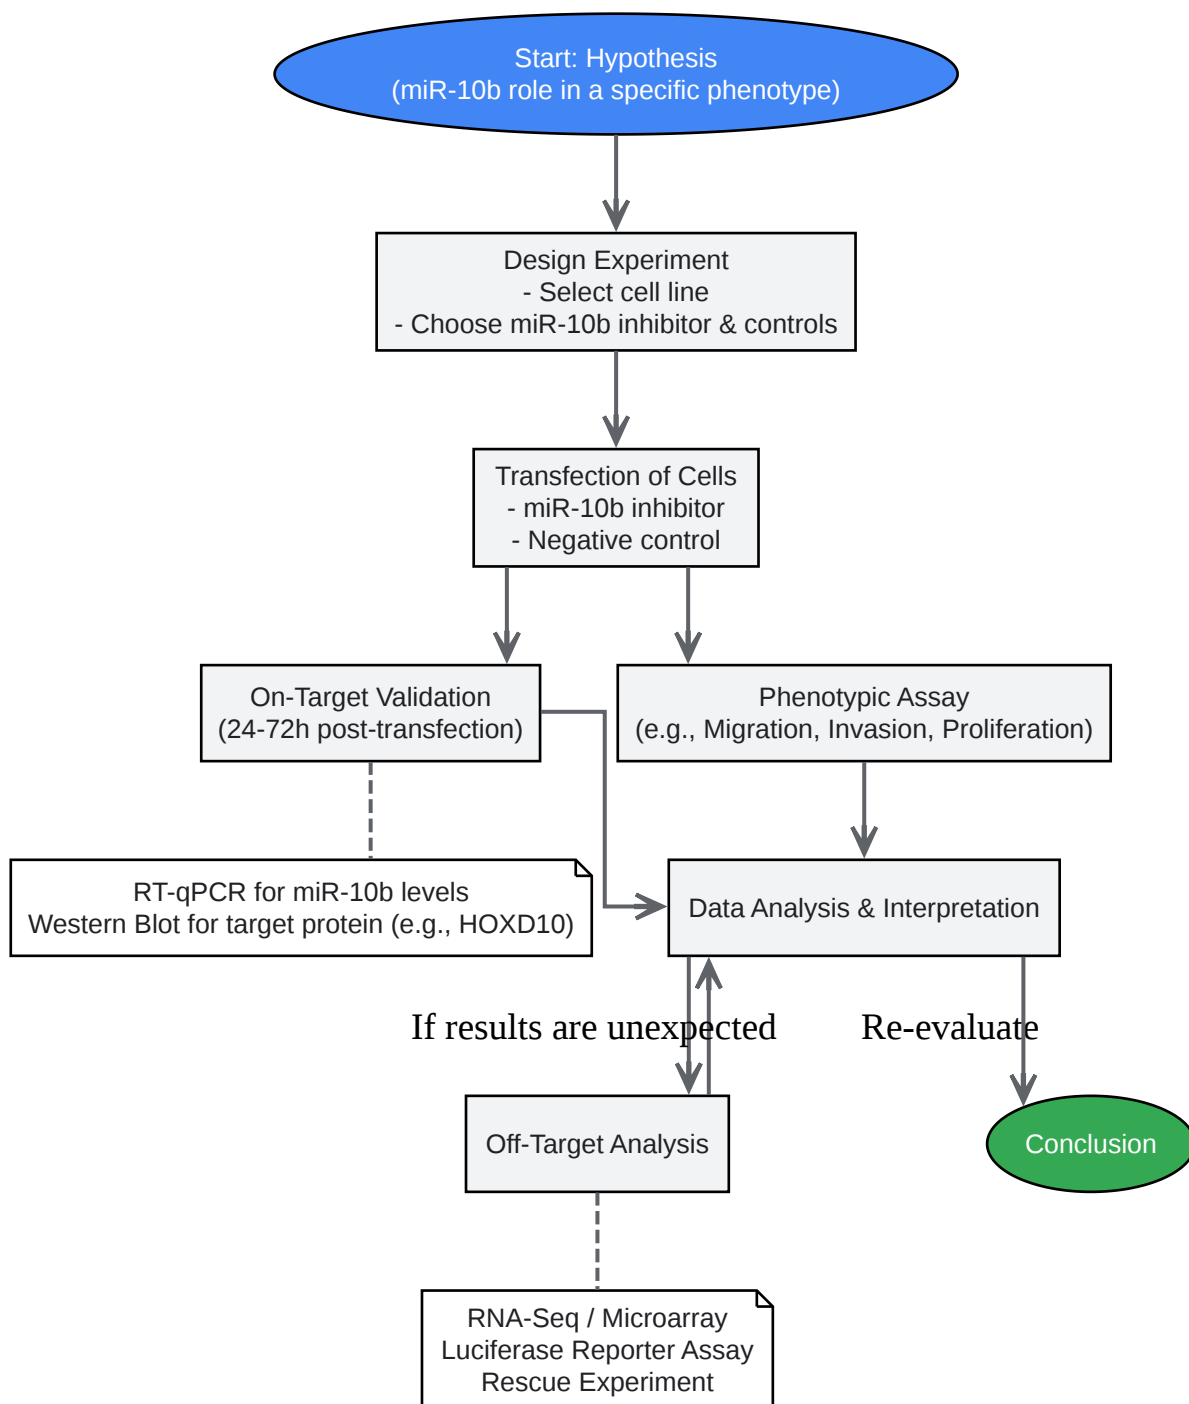 Start: Hypothesis
(miR-10b role in a specific phenotype)
Design Experiment
- Select cell line
- Choose miR-10b inhibitor & controls
Transfection of Cells
- miR-10b inhibitor
- Negative control
On-Target Validation
(24-72h post-transfection)
Phenotypic Assay
(e.g., Migration, Invasion, Proliferation)
RT-qPCR for miR-10b levels
Western Blot for target protein (e.g., HOXD10)
Data Analysis & Interpretation
If results are unexpected
Re-evaluate
Off-Target Analysis
Conclusion
RNA-Seq / Microarray
Luciferase Reporter Assay
Rescue Experiment